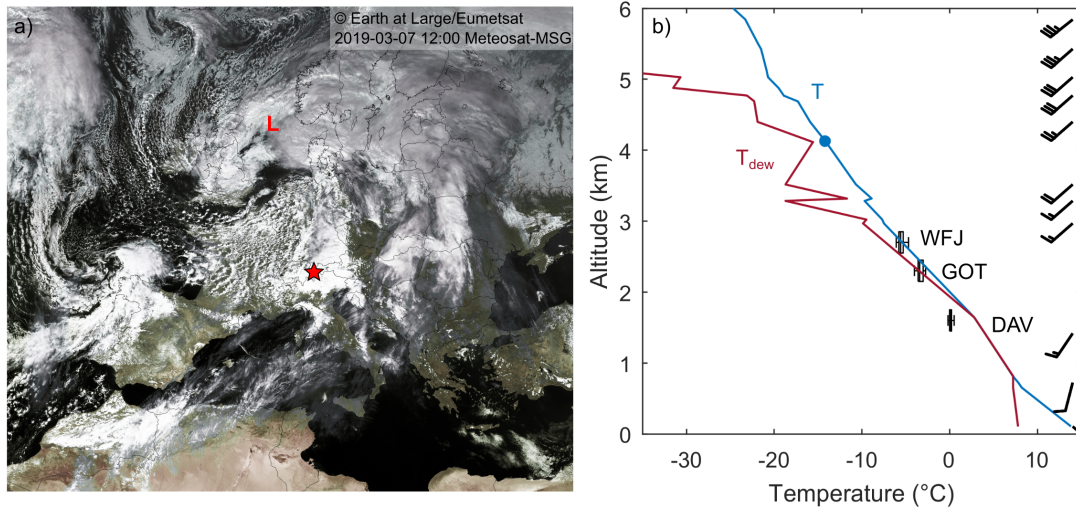 a)
© Earth at Large/Eumetsat
2019-03-07 12:00 Meteosat-MSG
L
b)
6
5
4
3
2
1
0
Altitude (km)
T
T_dew
WFJ
GOT
DAV
-30 -20 -10 0 10
Temperature (°C)